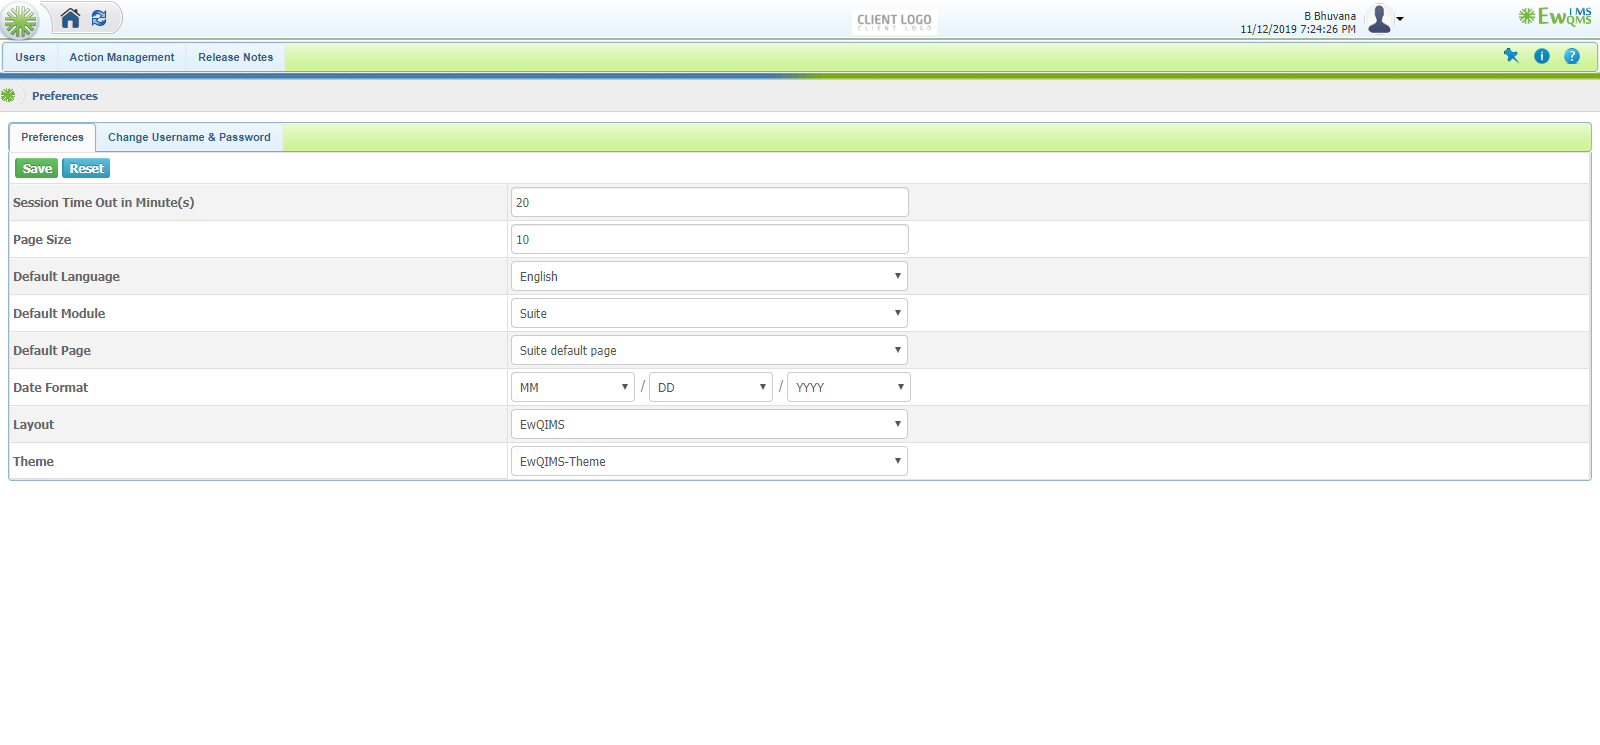 CLIENT LOGO
B Bhuvana
11/12/2019 7:24:26 PM
EwQIMS
QMS
Users Action Management Release Notes
Preferences
Preferences Change Username & Password
Save Reset
Session Time Out in Minute(s) 20
Page Size 10
Default Language English
Default Module Suite
Default Page Suite default page
Date Format MM / DD / YYYY
Layout EwQIMS
Theme EwQIMS-Theme